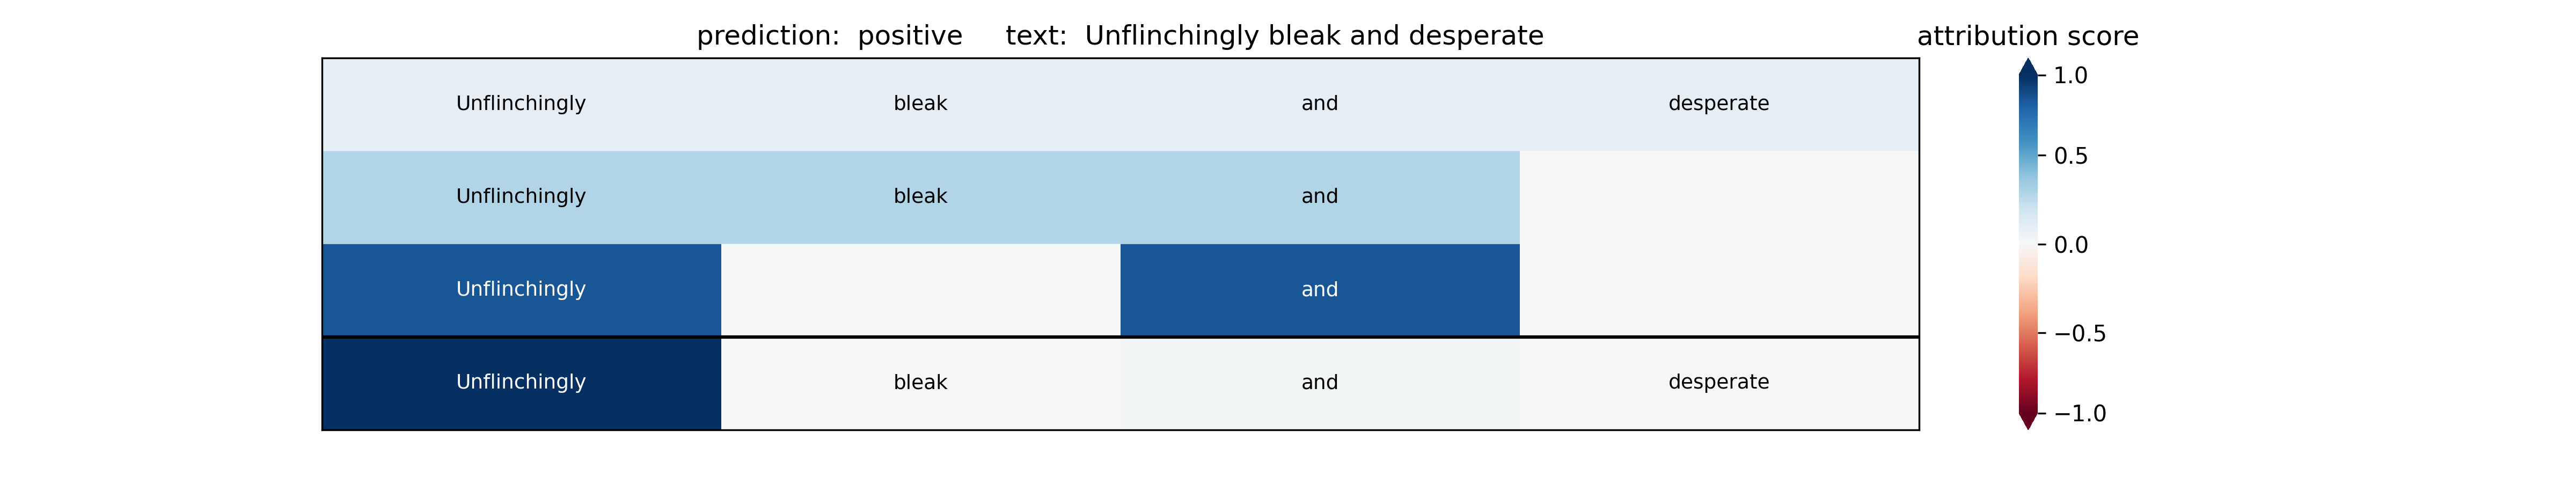 prediction: positive text: Unflinchingly bleak and desperate
attribution score
Unflinchingly bleak and desperate
Unflinchingly bleak and
Unflinchingly and
Unflinchingly bleak and desperate
1.0
0.5
0.0
−0.5
−1.0